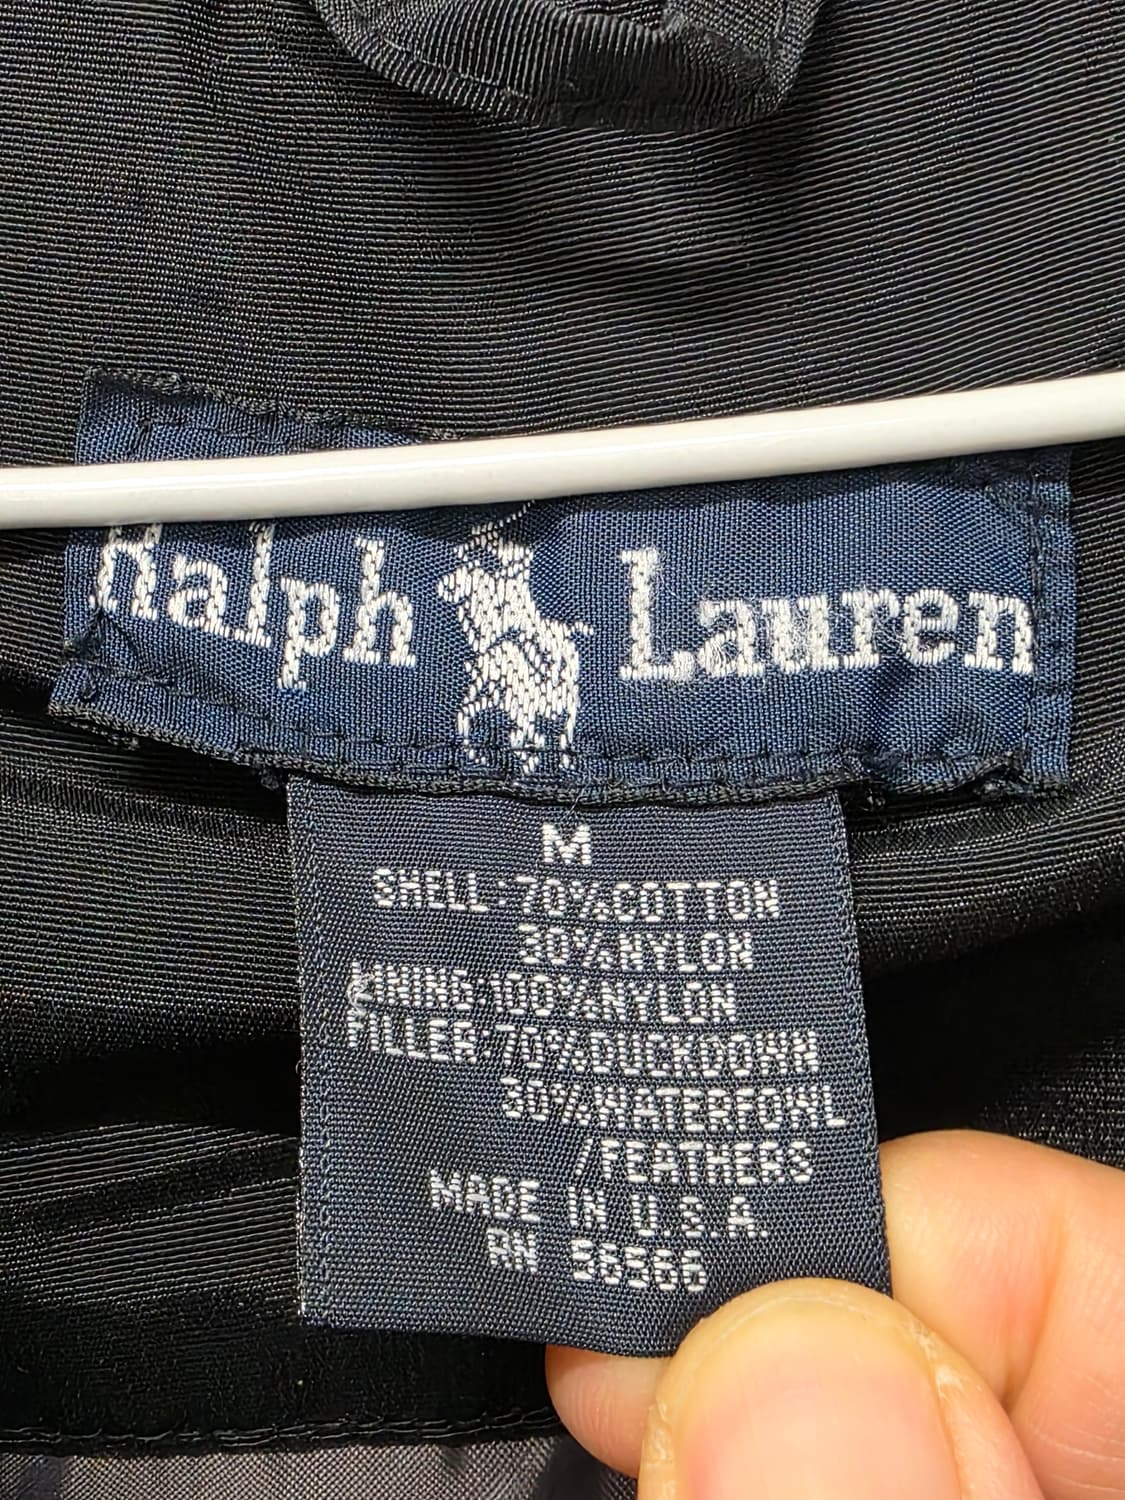 Ralph Lauren
M
SHELL:70%COTTON
30%NYLON
LINING:100%NYLON
FILLER:70%DUCKDOWN
30%WATERFOWL
/FEATHERS
MADE IN U.S.A.
RN 56566